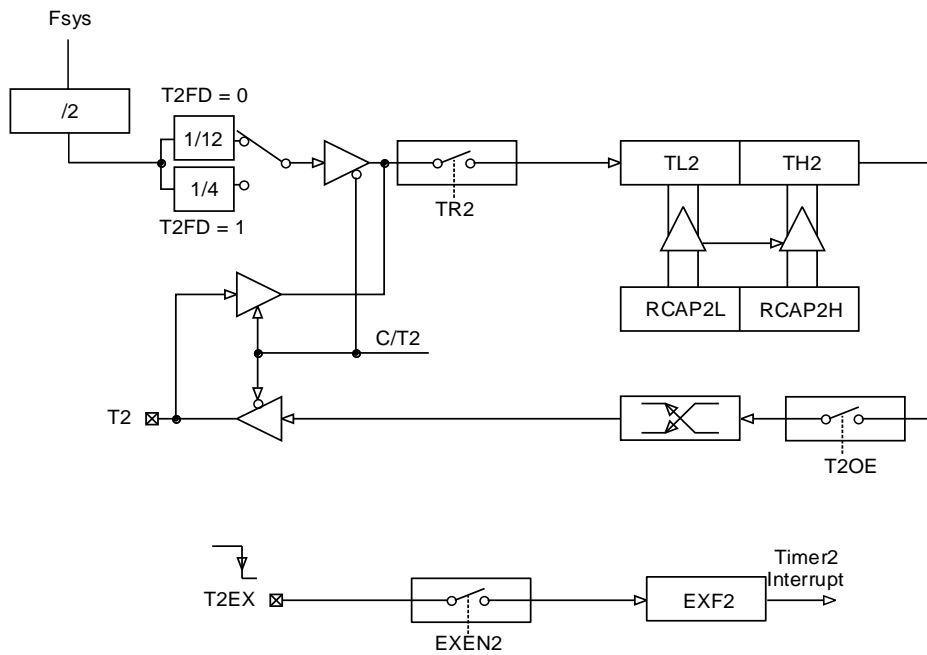 Fsys
/2
T2FD = 0
1/12
1/4
T2FD = 1
TR2
TL2
TH2
RCAP2L
RCAP2H
C/T2
T2
T2OE
T2EX
EXEN2
EXF2
Timer2
Interrupt